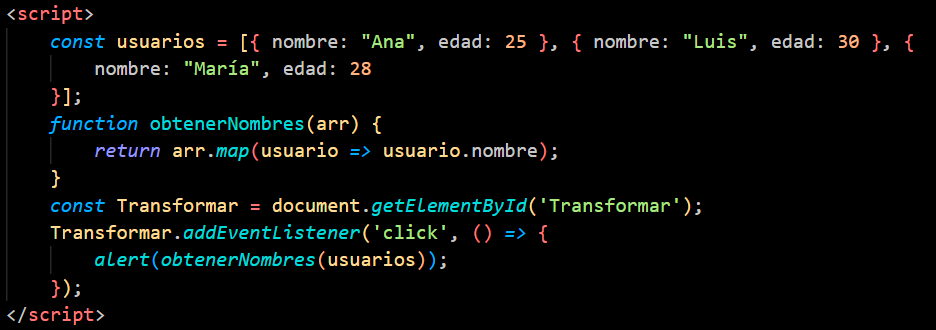 <script>
const usuarios = [{ nombre: "Ana", edad: 25 }, { nombre: "Luis", edad: 30 }, {
nombre: "María", edad: 28
}];
function obtenerNombres(arr) {
return arr.map(usuario => usuario.nombre);
}
const Transformar = document.getElementById('Transformar');
Transformar.addEventListener('click', () => {
alert(obtenerNombres(usuarios));
});
</script>